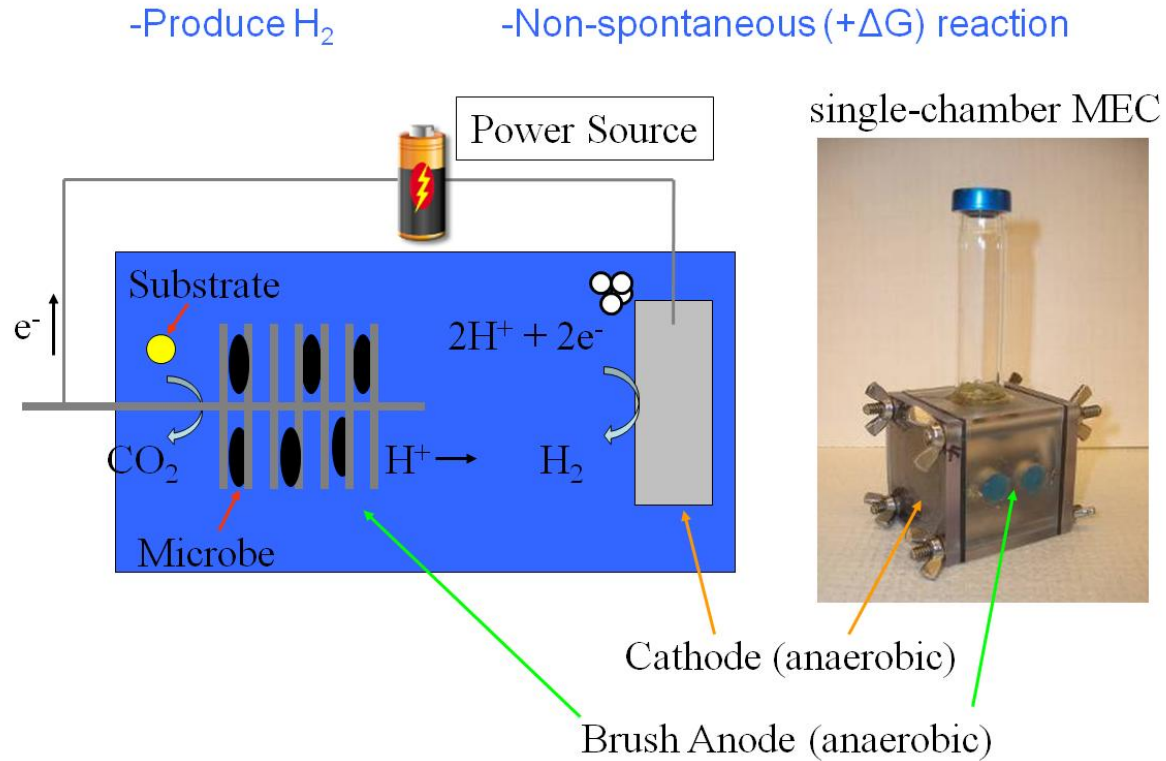 -Produce H₂
-Non-spontaneous (+ΔG) reaction
single-chamber MEC
Power Source
Substrate
e⁻
2H⁺ + 2e⁻
CO₂
H⁺
H₂
Microbe
Cathode (anaerobic)
Brush Anode (anaerobic)